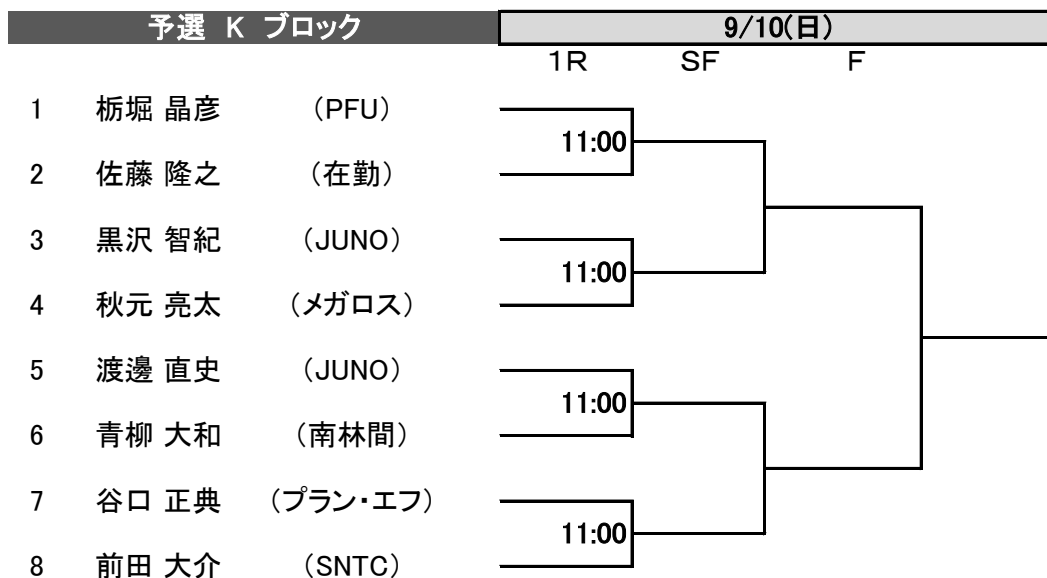 予選 K ブロック 9/10(日)
1R SF F
1 栃堀 晶彦 （PFU）
11:00
2 佐藤 隆之 （在勤）
3 黒沢 智紀 （JUNO）
11:00
4 秋元 亮太 （メガロス）
5 渡邊 直史 （JUNO）
11:00
6 青柳 大和 （南林間）
7 谷口 正典 （プラン・エフ）
11:00
8 前田 大介 （SNTC）